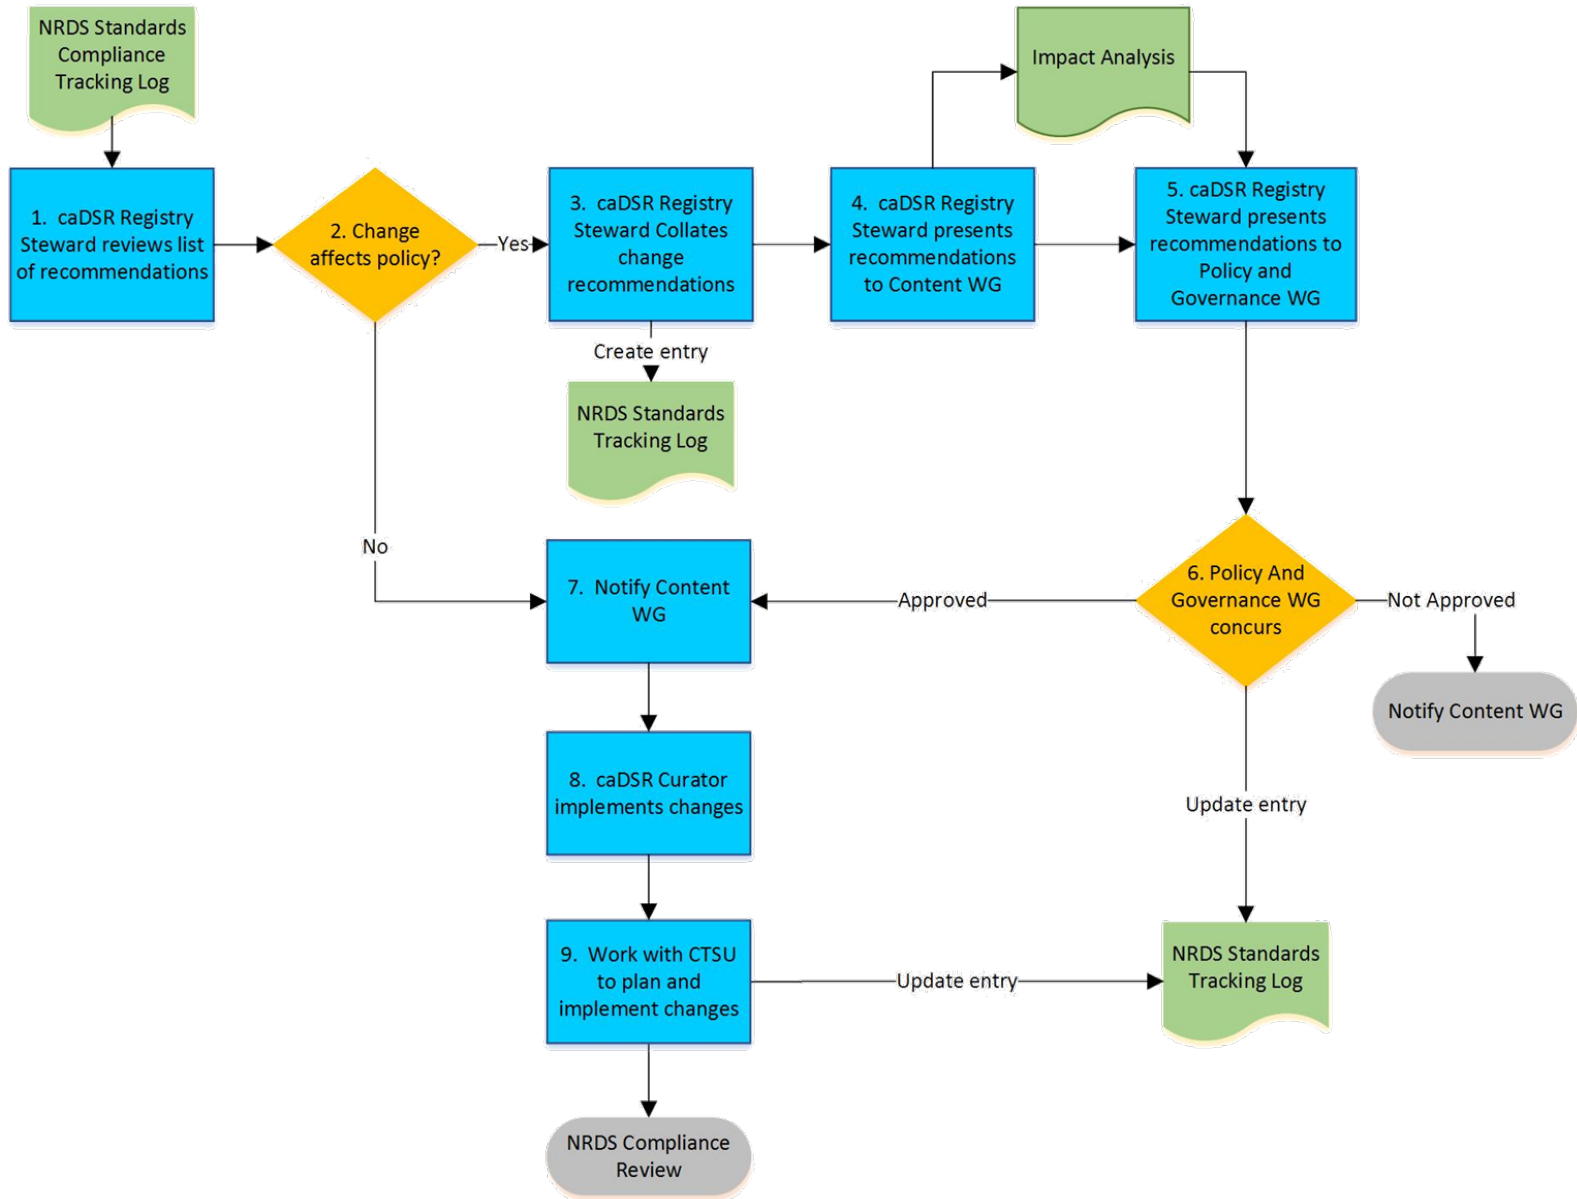 NRDS Standards
Compliance
Tracking Log
Impact Analysis
1. caDSR Registry
Steward reviews list
of recommendations
2. Change
affects policy?
Yes
3. caDSR Registry
Steward Collates
change
recommendations
4. caDSR Registry
Steward presents
recommendations
to Content WG
5. caDSR Registry
Steward presents
recommendations to
Policy and
Governance WG
Create entry
NRDS Standards
Tracking Log
No
7. Notify Content
WG
Approved
6. Policy And
Governance WG
concurs
Not Approved
Notify Content WG
8. caDSR Curator
implements changes
Update entry
9. Work with CTSU
to plan and
implement changes
Update entry
NRDS Standards
Tracking Log
NRDS Compliance
Review